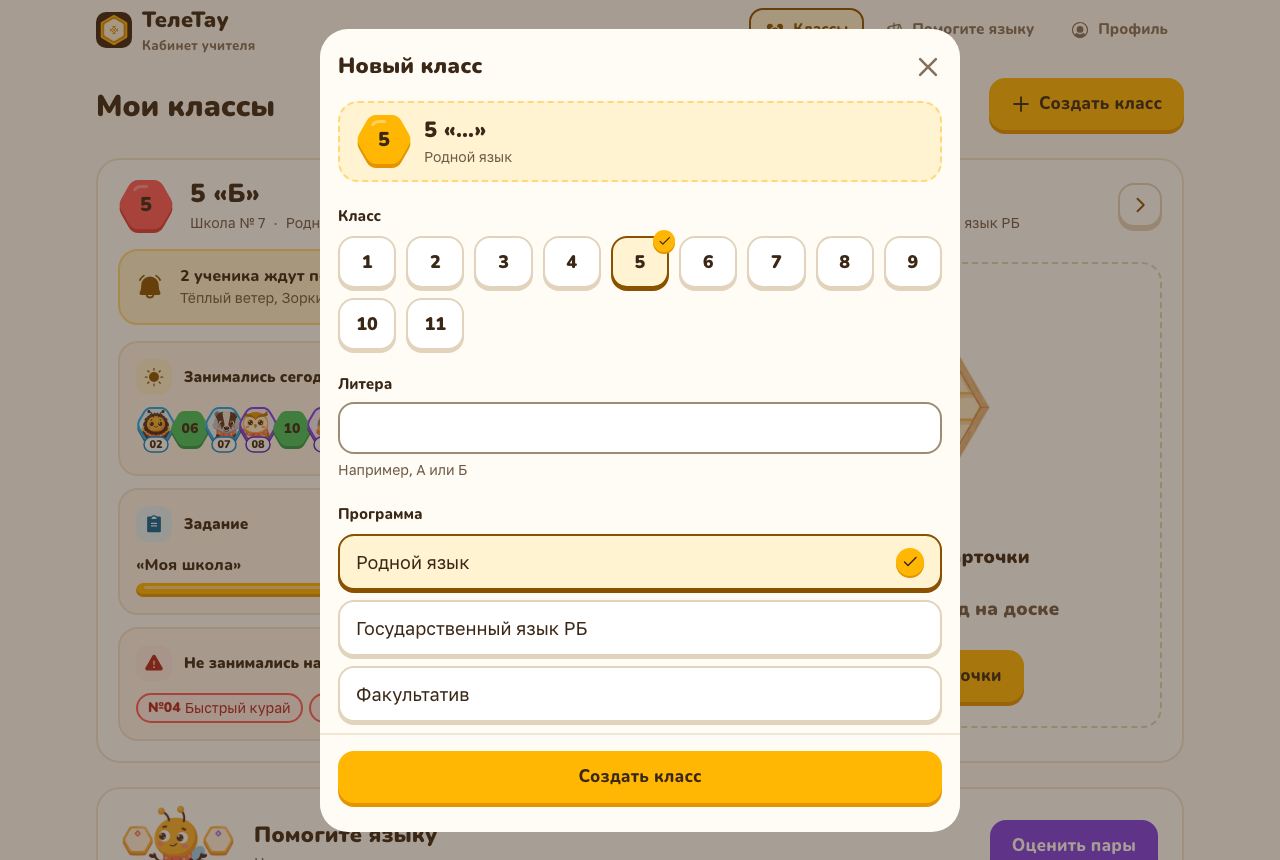 ТелеТау
Кабинет учителя
Классы
Помогите языку
Профиль
Мои классы
Создать класс
5
5 «Б»
Школа № 7 · Родн
язык РБ
2 ученика ждут п
Тёплый ветер, Зорки
Занимались сегод
02
06
07
08
10
Задание
«Моя школа»
Не занимались на
№04 Быстрый курай
рточки
д на доске
очки
Помогите языку
Оценить пары
Новый класс
5
5 «…»
Родной язык
Класс
1 2 3 4 5 6 7 8 9
10 11
Литера
Например, А или Б
Программа
Родной язык
Государственный язык РБ
Факультатив
Создать класс